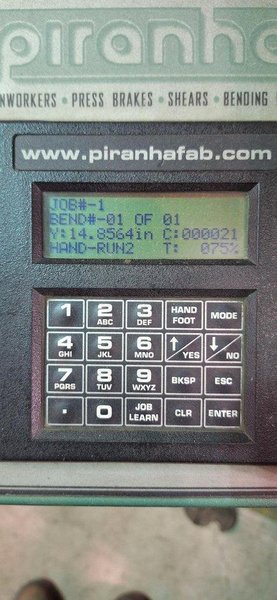 piranha
NWORKERS • PRESS BRAKES • SHEARS • BENDING
www.piranhafab.com
JOB#-1
BEND#-01 OF 01
Y:14.8564in C:000021
HAND-RUN2 T: 075%
1 2 ABC 3 DEF HAND FOOT MODE
4 GHI 5 JKL 6 MNO ↑ YES ↓ NO
7 PQRS 8 TUV 9 WXYZ BKSP ESC
. 0 JOB LEARN CLR ENTER